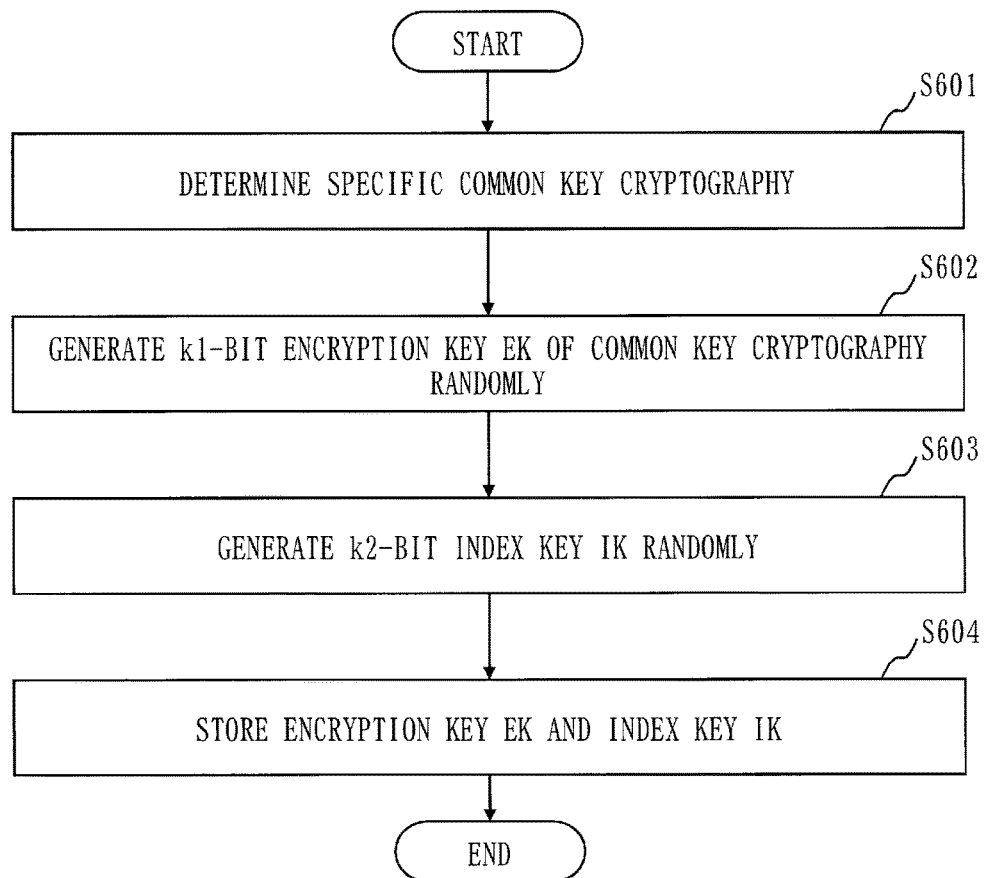 START
S601
DETERMINE SPECIFIC COMMON KEY CRYPTOGRAPHY
S602
GENERATE k1-BIT ENCRYPTION KEY EK OF COMMON KEY CRYPTOGRAPHY
RANDOMLY
S603
GENERATE k2-BIT INDEX KEY IK RANDOMLY
S604
STORE ENCRYPTION KEY EK AND INDEX KEY IK
END